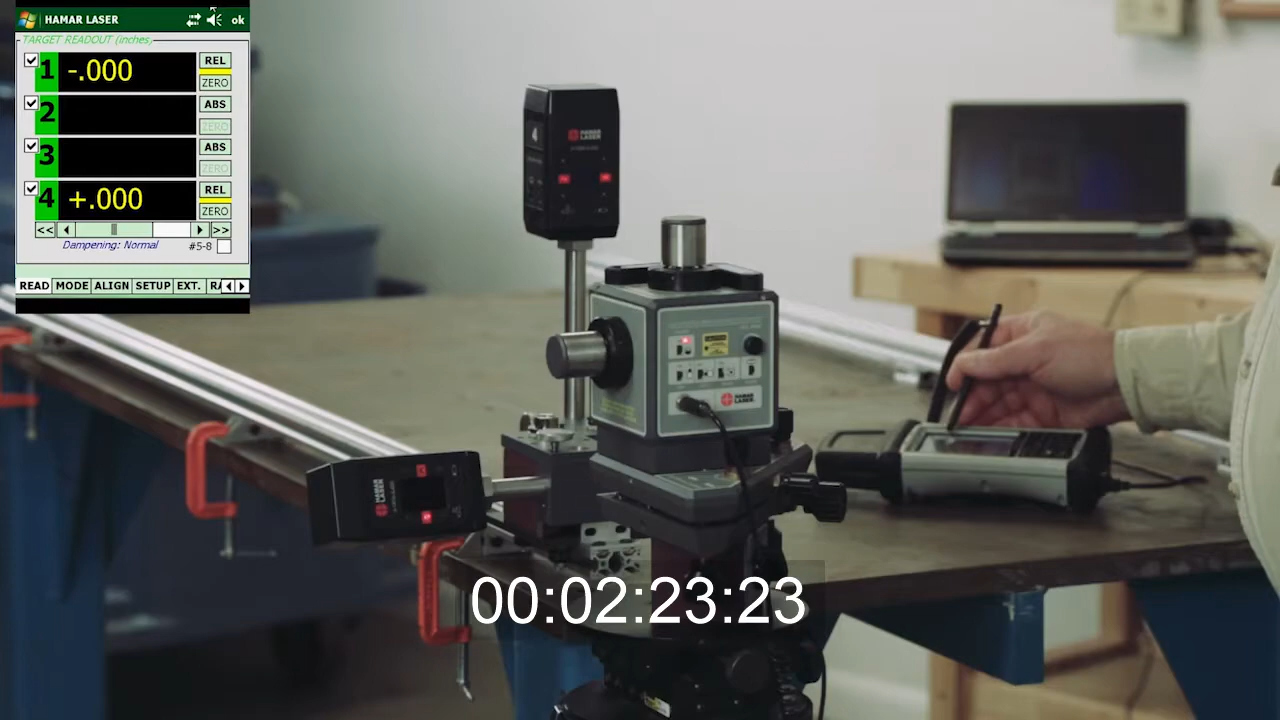 HAMAR LASER
ok
TARGET READOUT (inches)
1 -.000 REL
ZERO
2 ABS
ZERO
3 ABS
ZERO
4 +.000 REL
ZERO
<< >>
Dampening: Normal #5-8
READ MODE ALIGN SETUP EXT.
4
HAMAR
LASER
HAMAR
LASER
HAMAR
LASER
00:02:23:23